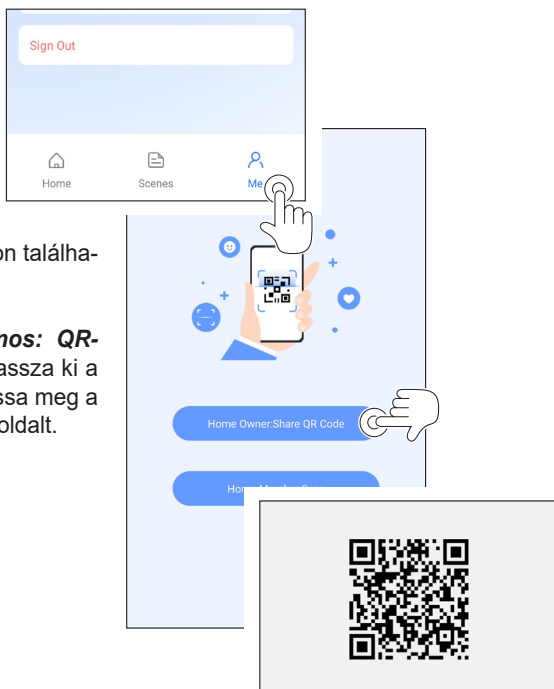 Sign Out
Home
Scenes
Me
on találha-
nos: QR-
assza ki a
ssa meg a
oldalt.
Home Owner:Share QR Code